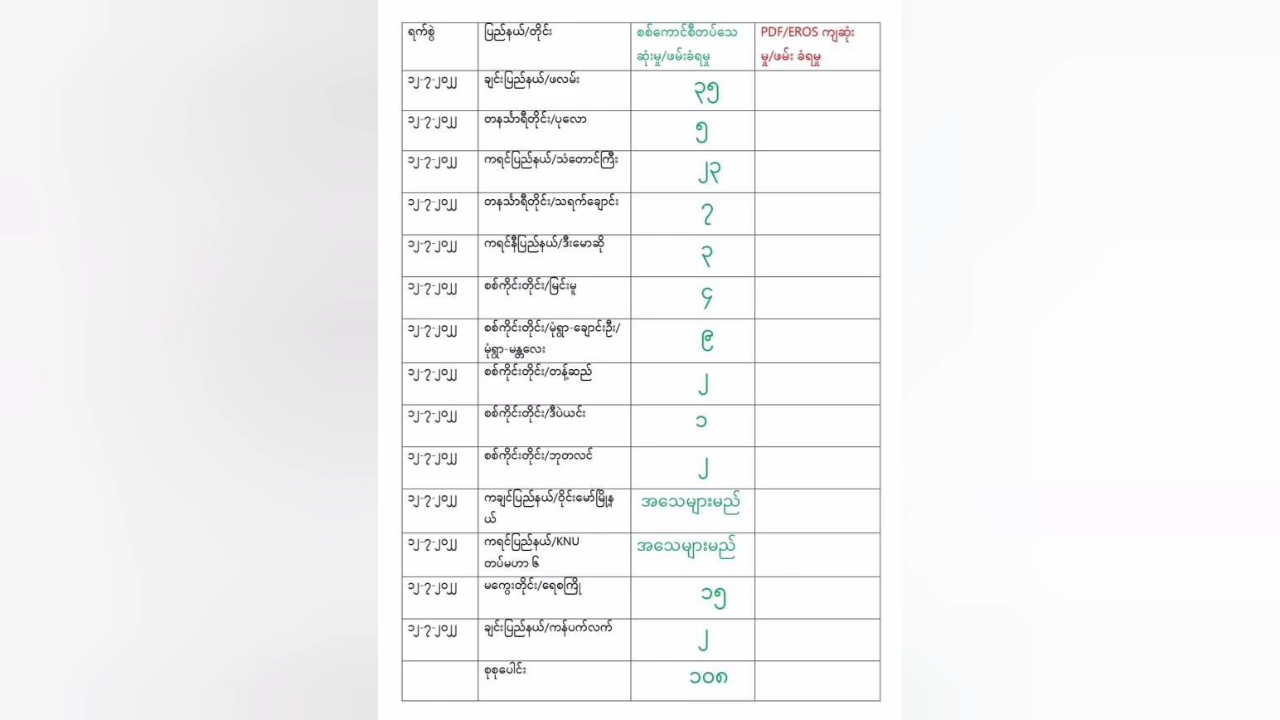 ရက်စွဲ ပြည်နယ်/တိုင်း စစ်ကောင်စီတပ်သေ PDF/EROS ကျဆုံး
ဆုံးမှု/ဖမ်းခံရမှု မှု/ဖမ်း ခံရမှု
၁၂-၇-၂၀၂၂ ချင်းပြည်နယ်/ဖလမ်း ၃၅
၁၂-၇-၂၀၂၂ တနင်္သာရီတိုင်း/ပုလော ၅
၁၂-၇-၂၀၂၂ ကရင်ပြည်နယ်/သံတောင်ကြီး ၂၃
၁၂-၇-၂၀၂၂ တနင်္သာရီတိုင်း/သရက်ချောင်း ၇
၁၂-၇-၂၀၂၂ ကရင်နီပြည်နယ်/ဒီးမောဆို ၃
၁၂-၇-၂၀၂၂ စစ်ကိုင်းတိုင်း/မြင်းမူ ၄
၁၂-၇-၂၀၂၂ စစ်ကိုင်းတိုင်း/မုံရွာ-ချောင်းဦး/ ၉
မုံရွာ-မန္တလေး
၁၂-၇-၂၀၂၂ စစ်ကိုင်းတိုင်း/တန့်ဆည် ၂
၁၂-၇-၂၀၂၂ စစ်ကိုင်းတိုင်း/ဒီပဲယင်း ၁
၁၂-၇-၂၀၂၂ စစ်ကိုင်းတိုင်း/ဘုတလင် ၂
၁၂-၇-၂၀၂၂ ကချင်ပြည်နယ်/ဝိုင်းမော်မြို့န အသေများမည်
ယ်
၁၂-၇-၂၀၂၂ ကရင်ပြည်နယ်/KNU အသေများမည်
တပ်မဟာ ၆
၁၂-၇-၂၀၂၂ မကွေးတိုင်း/ရေစကြို ၁၅
၁၂-၇-၂၀၂၂ ချင်းပြည်နယ်/ကန်ပက်လက် ၂
စုစုပေါင်း ၁၀၈